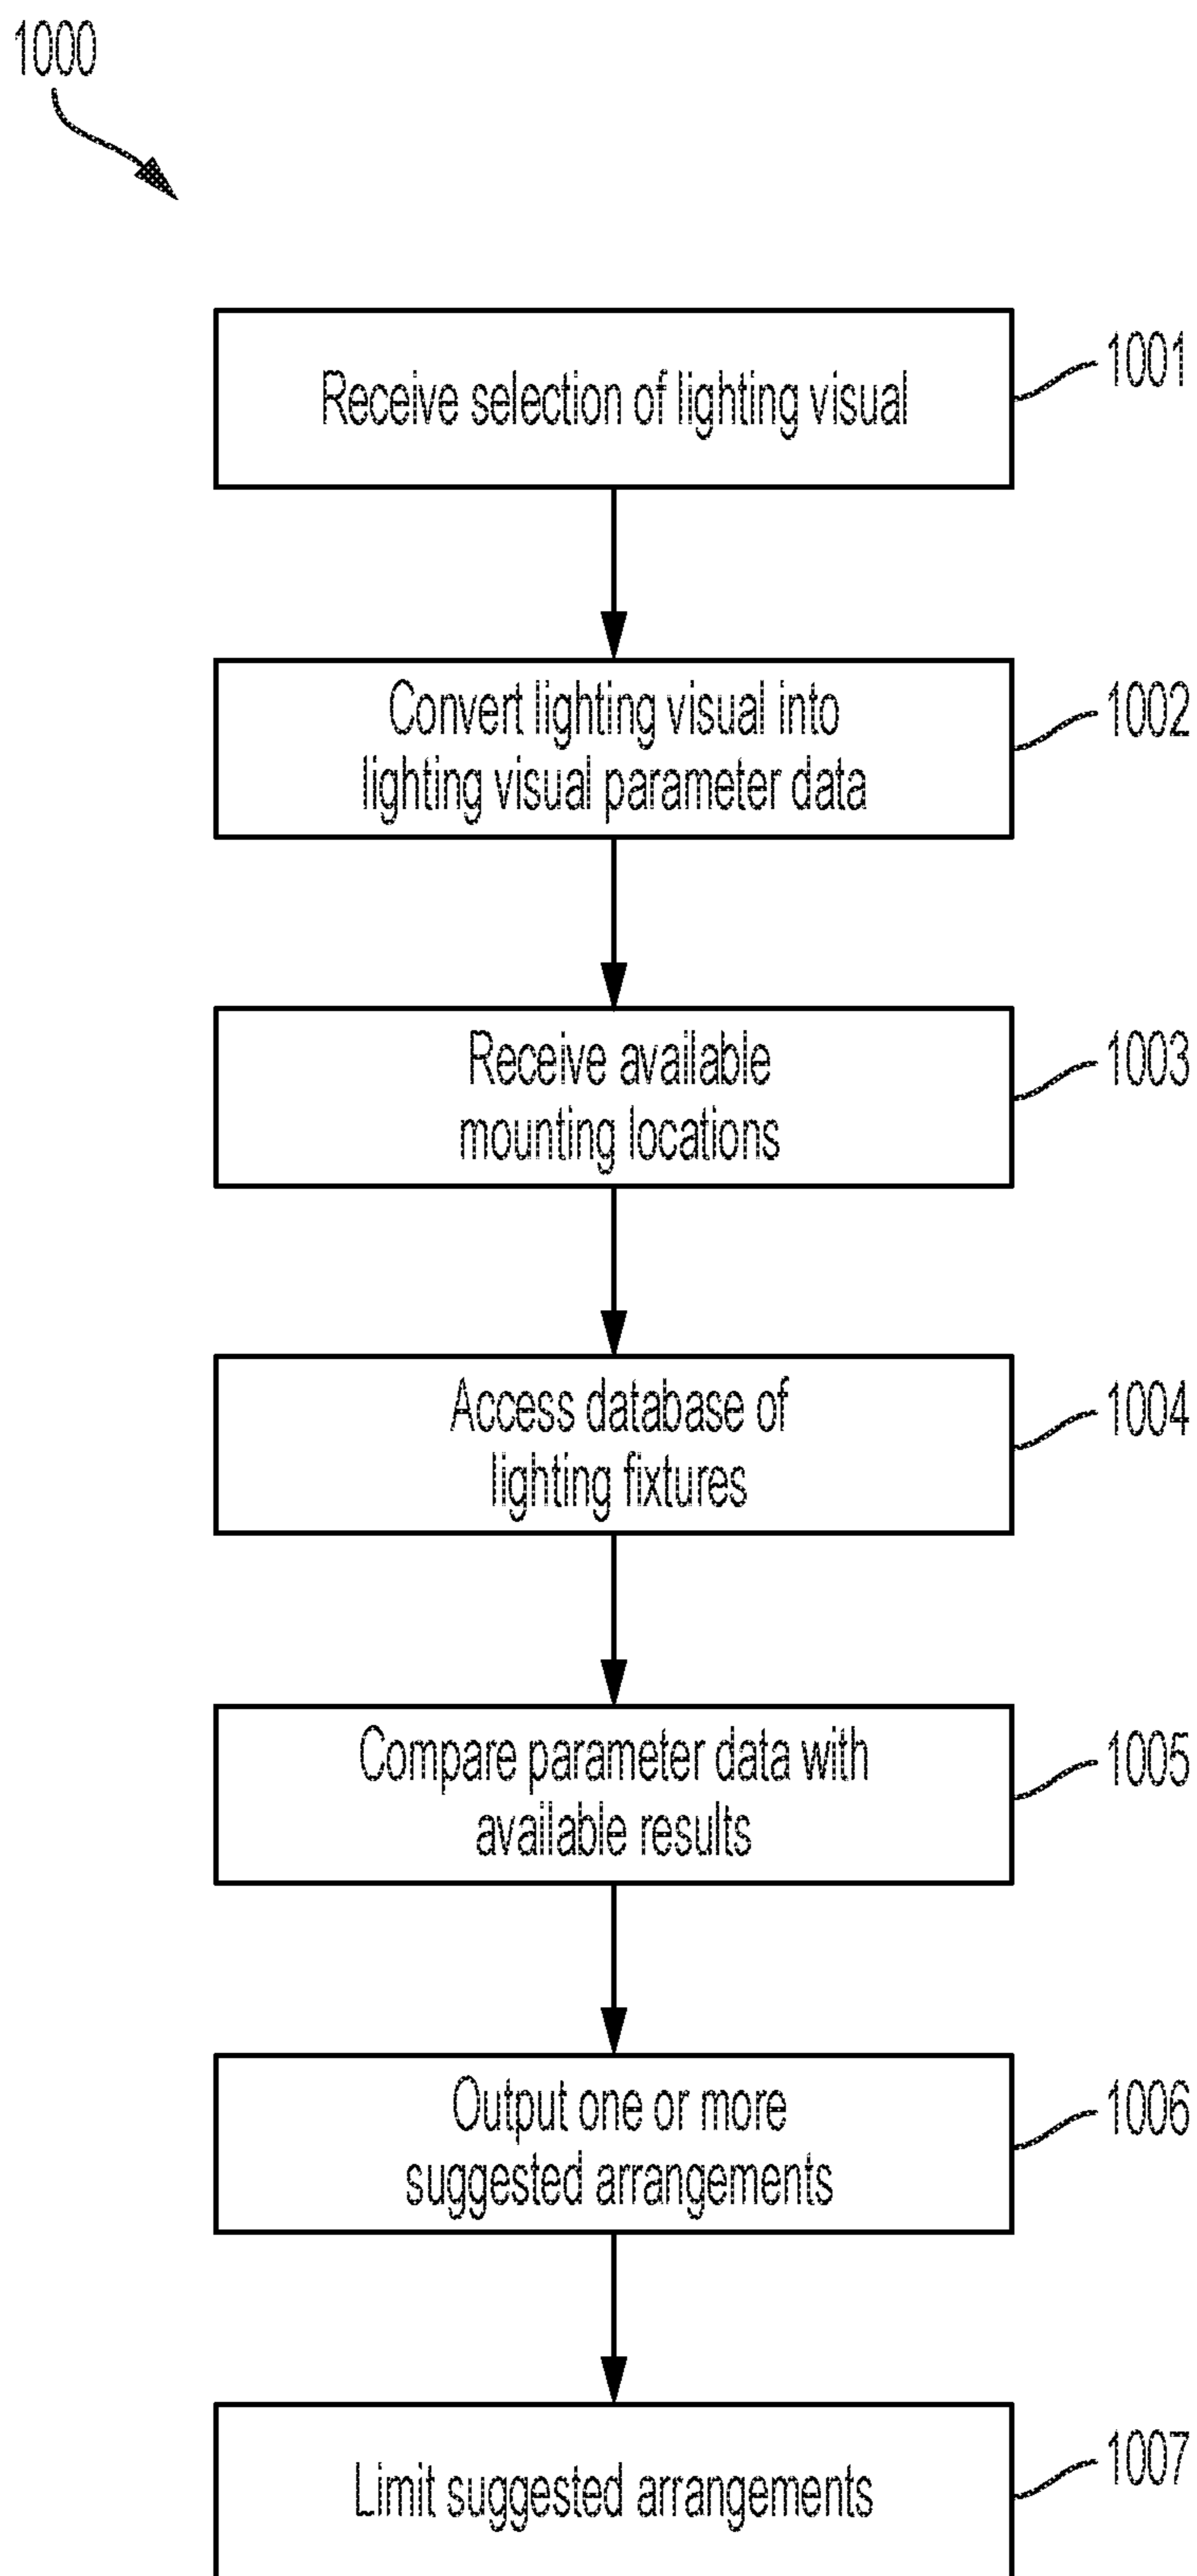 1000
Receive selection of lighting visual
1001
Convert lighting visual into
lighting visual parameter data
1002
Receive available
mounting locations
1003
Access database of
lighting fixtures
1004
Compare parameter data with
available results
1005
Output one or more
suggested arrangements
1006
Limit suggested arrangements
1007